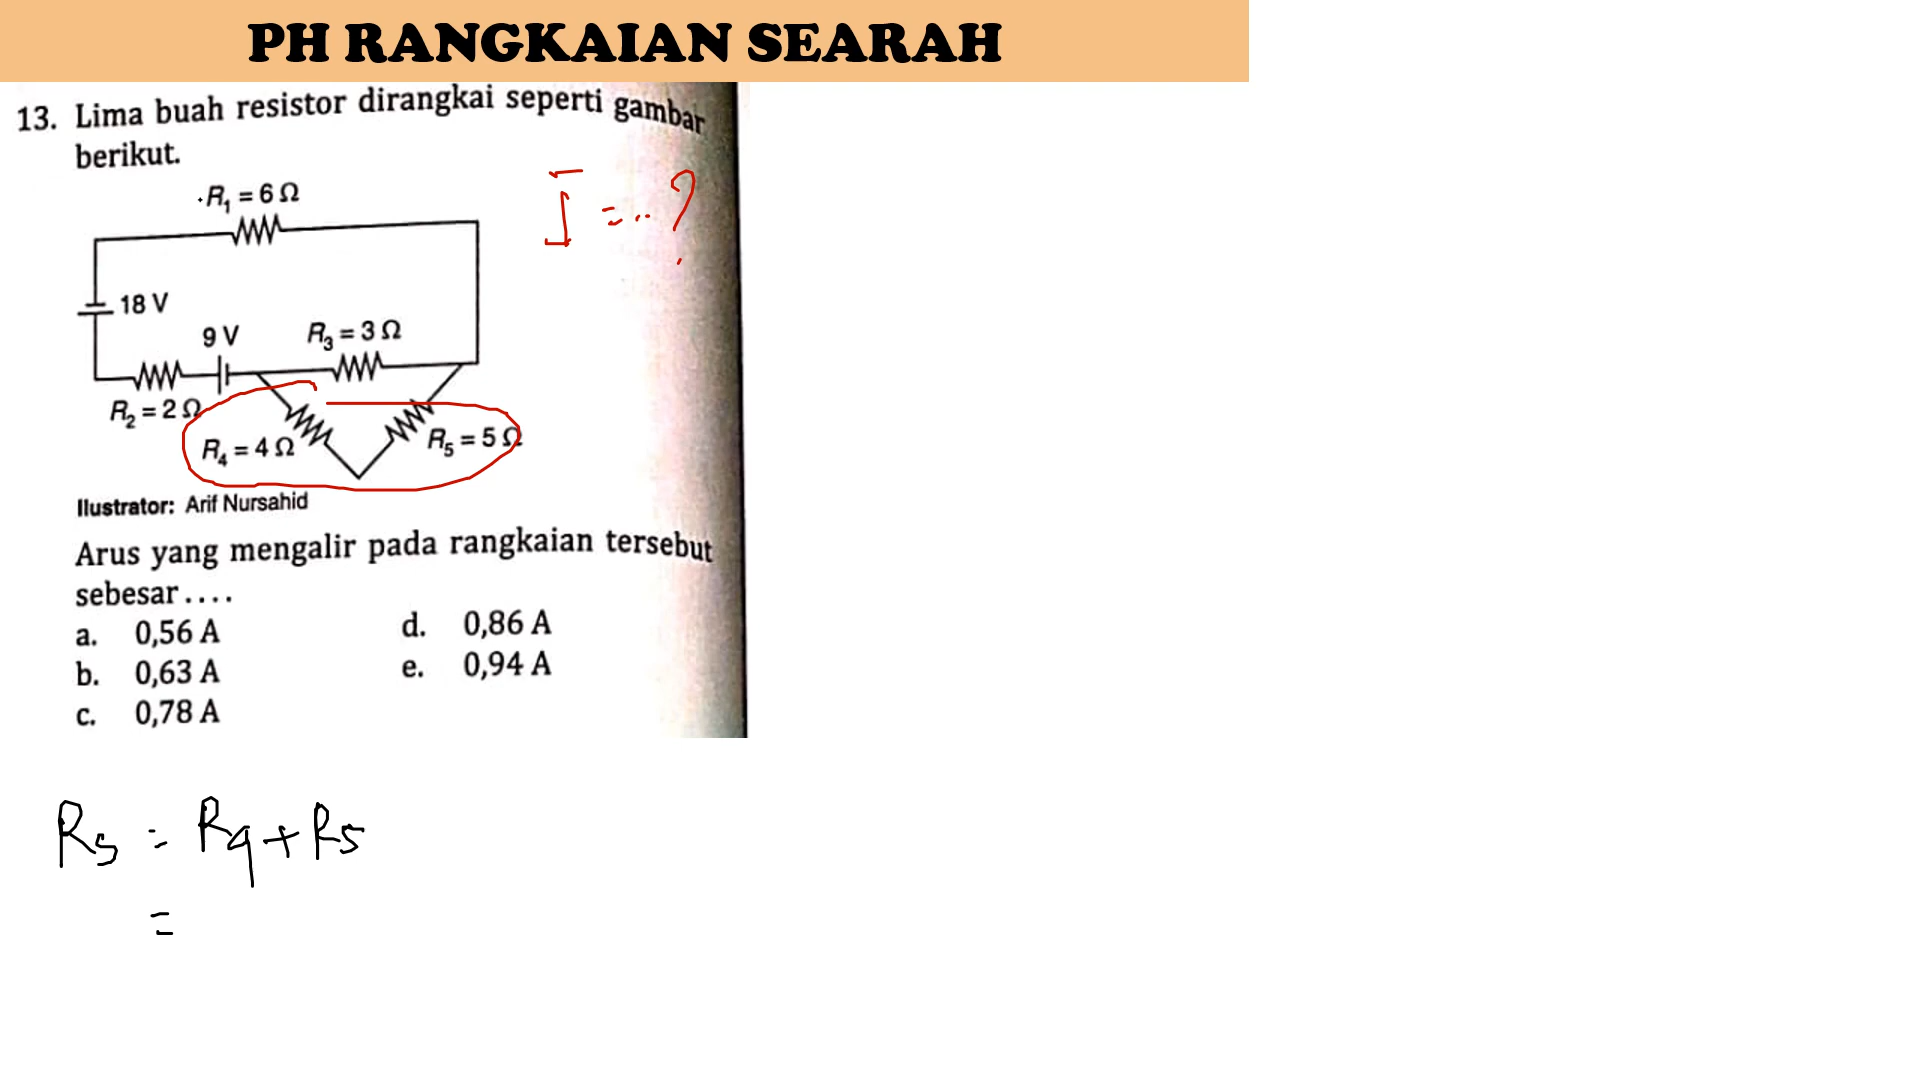 PH RANGKAIAN SEARAH
13. Lima buah resistor dirangkai seperti gambar
berikut.
R₁ = 6 Ω
I = .. ?
18 V
9 V
R₃ = 3 Ω
R₂ = 2 Ω
R₄ = 4 Ω
R₅ = 5 Ω
Ilustrator: Arif Nursahid
Arus yang mengalir pada rangkaian tersebut
sebesar . . . .
a. 0,56 A
b. 0,63 A
c. 0,78 A
d. 0,86 A
e. 0,94 A
Rs = R4 + R5
=